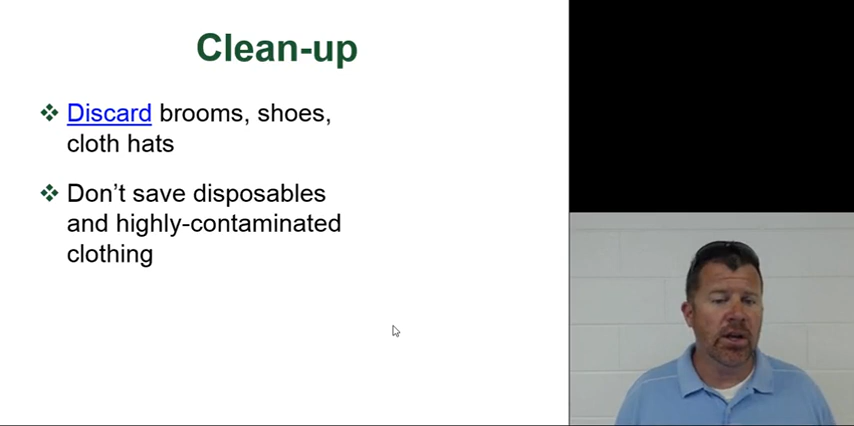 Clean-up
Discard brooms, shoes,
cloth hats
Don’t save disposables
and highly-contaminated
clothing